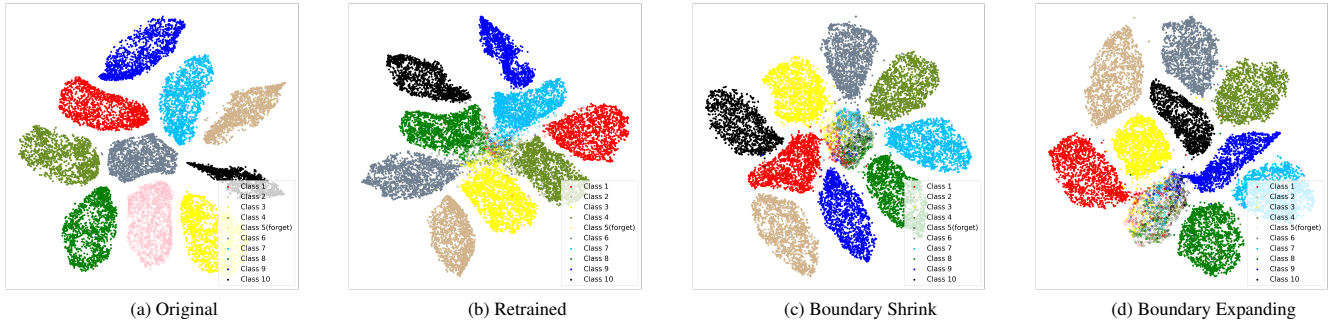 Class 1
Class 2
Class 3
Class 4
Class 5(forget)
Class 6
Class 7
Class 8
Class 9
Class 10
Class 1
Class 2
Class 3
Class 4
Class 5(forget)
Class 6
Class 7
Class 8
Class 9
Class 10
Class 1
Class 2
Class 3
Class 4
Class 5(forget)
Class 6
Class 7
Class 8
Class 9
Class 10
Class 1
Class 2
Class 3
Class 4
Class 5(forget)
Class 6
Class 7
Class 8
Class 9
Class 10
(a) Original
(b) Retrained
(c) Boundary Shrink
(d) Boundary Expanding